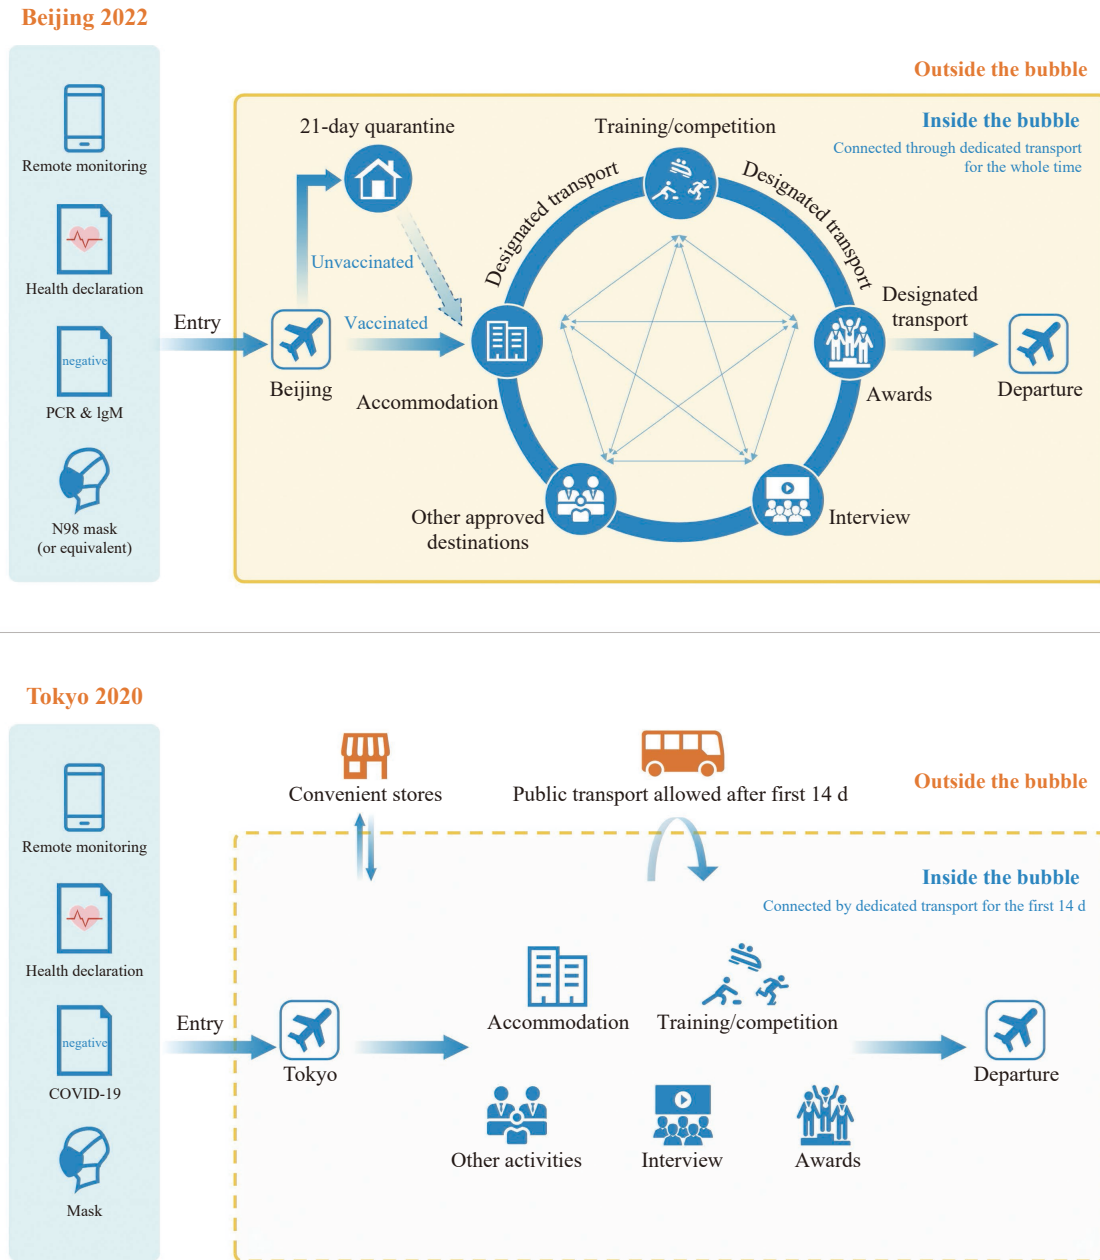 Beijing 2022
Remote monitoring
Health declaration
negative
PCR & lgM
N98 mask
(or equivalent)
Entry
Outside the bubble
Inside the bubble
Connected through dedicated transport
for the whole time
21-day quarantine
Unvaccinated
Vaccinated
Beijing
Accommodation
Designated transport
Training/competition
Designated transport
Designated
transport
Awards
Departure
Interview
Other approved
destinations
Tokyo 2020
Remote monitoring
Health declaration
negative
COVID-19
Mask
Entry
Convenient stores
Public transport allowed after first 14 d
Outside the bubble
Inside the bubble
Connected by dedicated transport for the first 14 d
Tokyo
Accommodation
Training/competition
Other activities
Interview
Awards
Departure